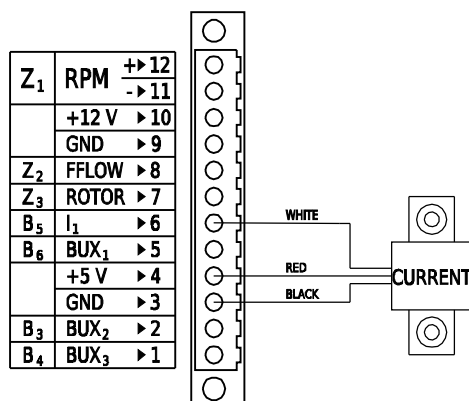 Z₁ RPM +▶12
-▶11
+12 V ▶10
GND ▶9
Z₂ FFLOW ▶8
Z₃ ROTOR ▶7
B₅ I₁ ▶6
B₆ BUX₁ ▶5
+5 V ▶4
GND ▶3
B₃ BUX₂ ▶2
B₄ BUX₃ ▶1
WHITE
RED
BLACK
CURRENT